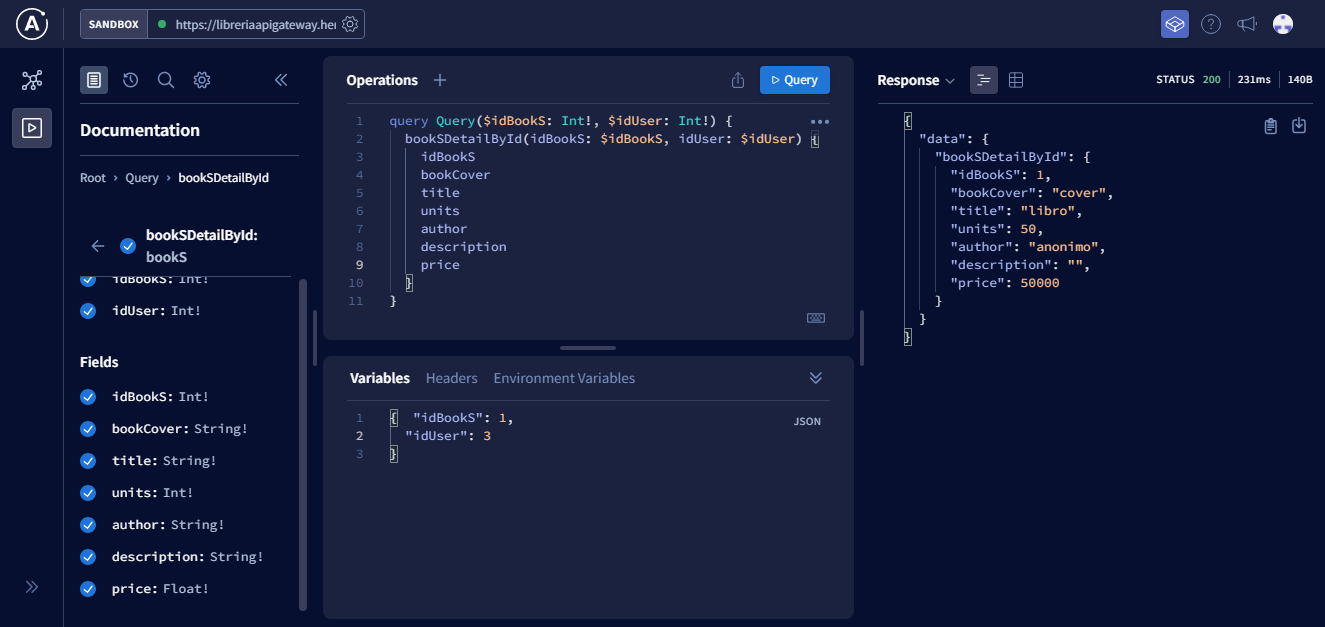 SANDBOX https://libreriaapigateway.her
Documentation
Root › Query › bookSDetailById
bookSDetailById:
bookS
idBookS: Int!
idUser: Int!
Fields
idBookS: Int!
bookCover: String!
title: String!
units: Int!
author: String!
description: String!
price: Float!
Operations
Query
1 query Query($idBookS: Int!, $idUser: Int!) {
2 bookSDetailById(idBookS: $idBookS, idUser: $idUser) {
3 idBookS
4 bookCover
5 title
6 units
7 author
8 description
9 price
10 }
11 }
Variables Headers Environment Variables
JSON
1 { "idBookS": 1,
2 "idUser": 3
3 }
Response
STATUS 200 231ms 140B
{
"data": {
"bookSDetailById": {
"idBookS": 1,
"bookCover": "cover",
"title": "libro",
"units": 50,
"author": "anonimo",
"description": "",
"price": 50000
}
}
}